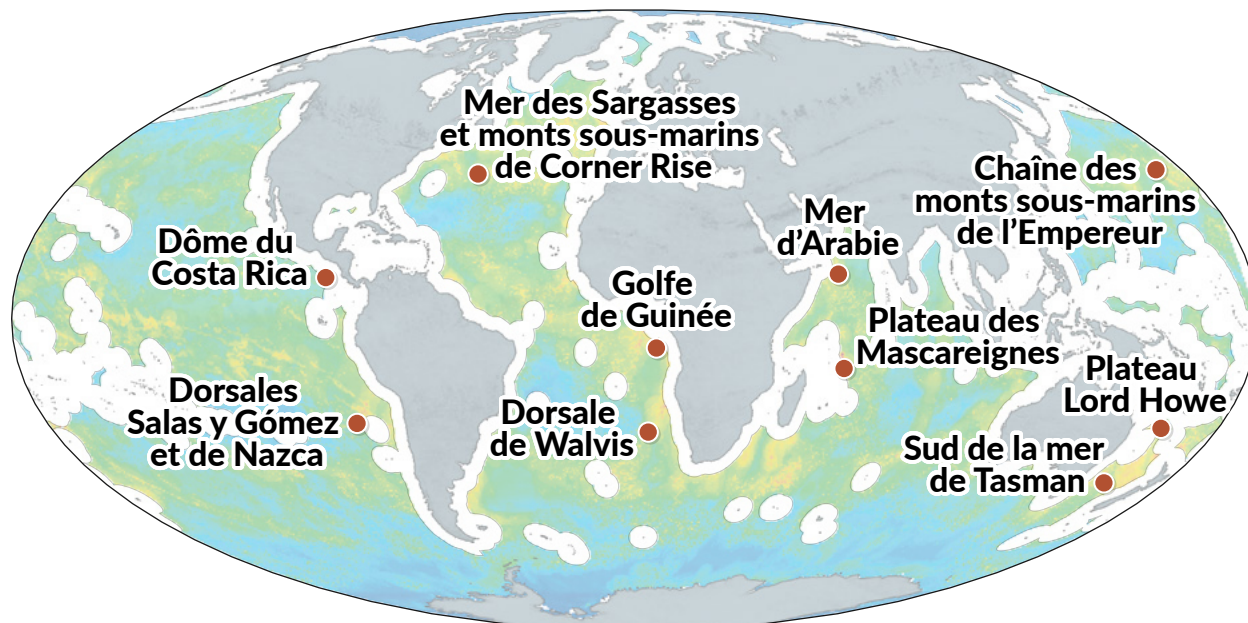 Mer des Sargasses
et monts sous-marins
de Corner Rise
Chaîne des
monts sous-marins
de l’Empereur
Mer
d’Arabie
Dôme du
Costa Rica
Golfe
de Guinée
Plateau des
Mascareignes
Plateau
Lord Howe
Dorsales
Salas y Gómez
et de Nazca
Dorsale
de Walvis
Sud de la mer
de Tasman